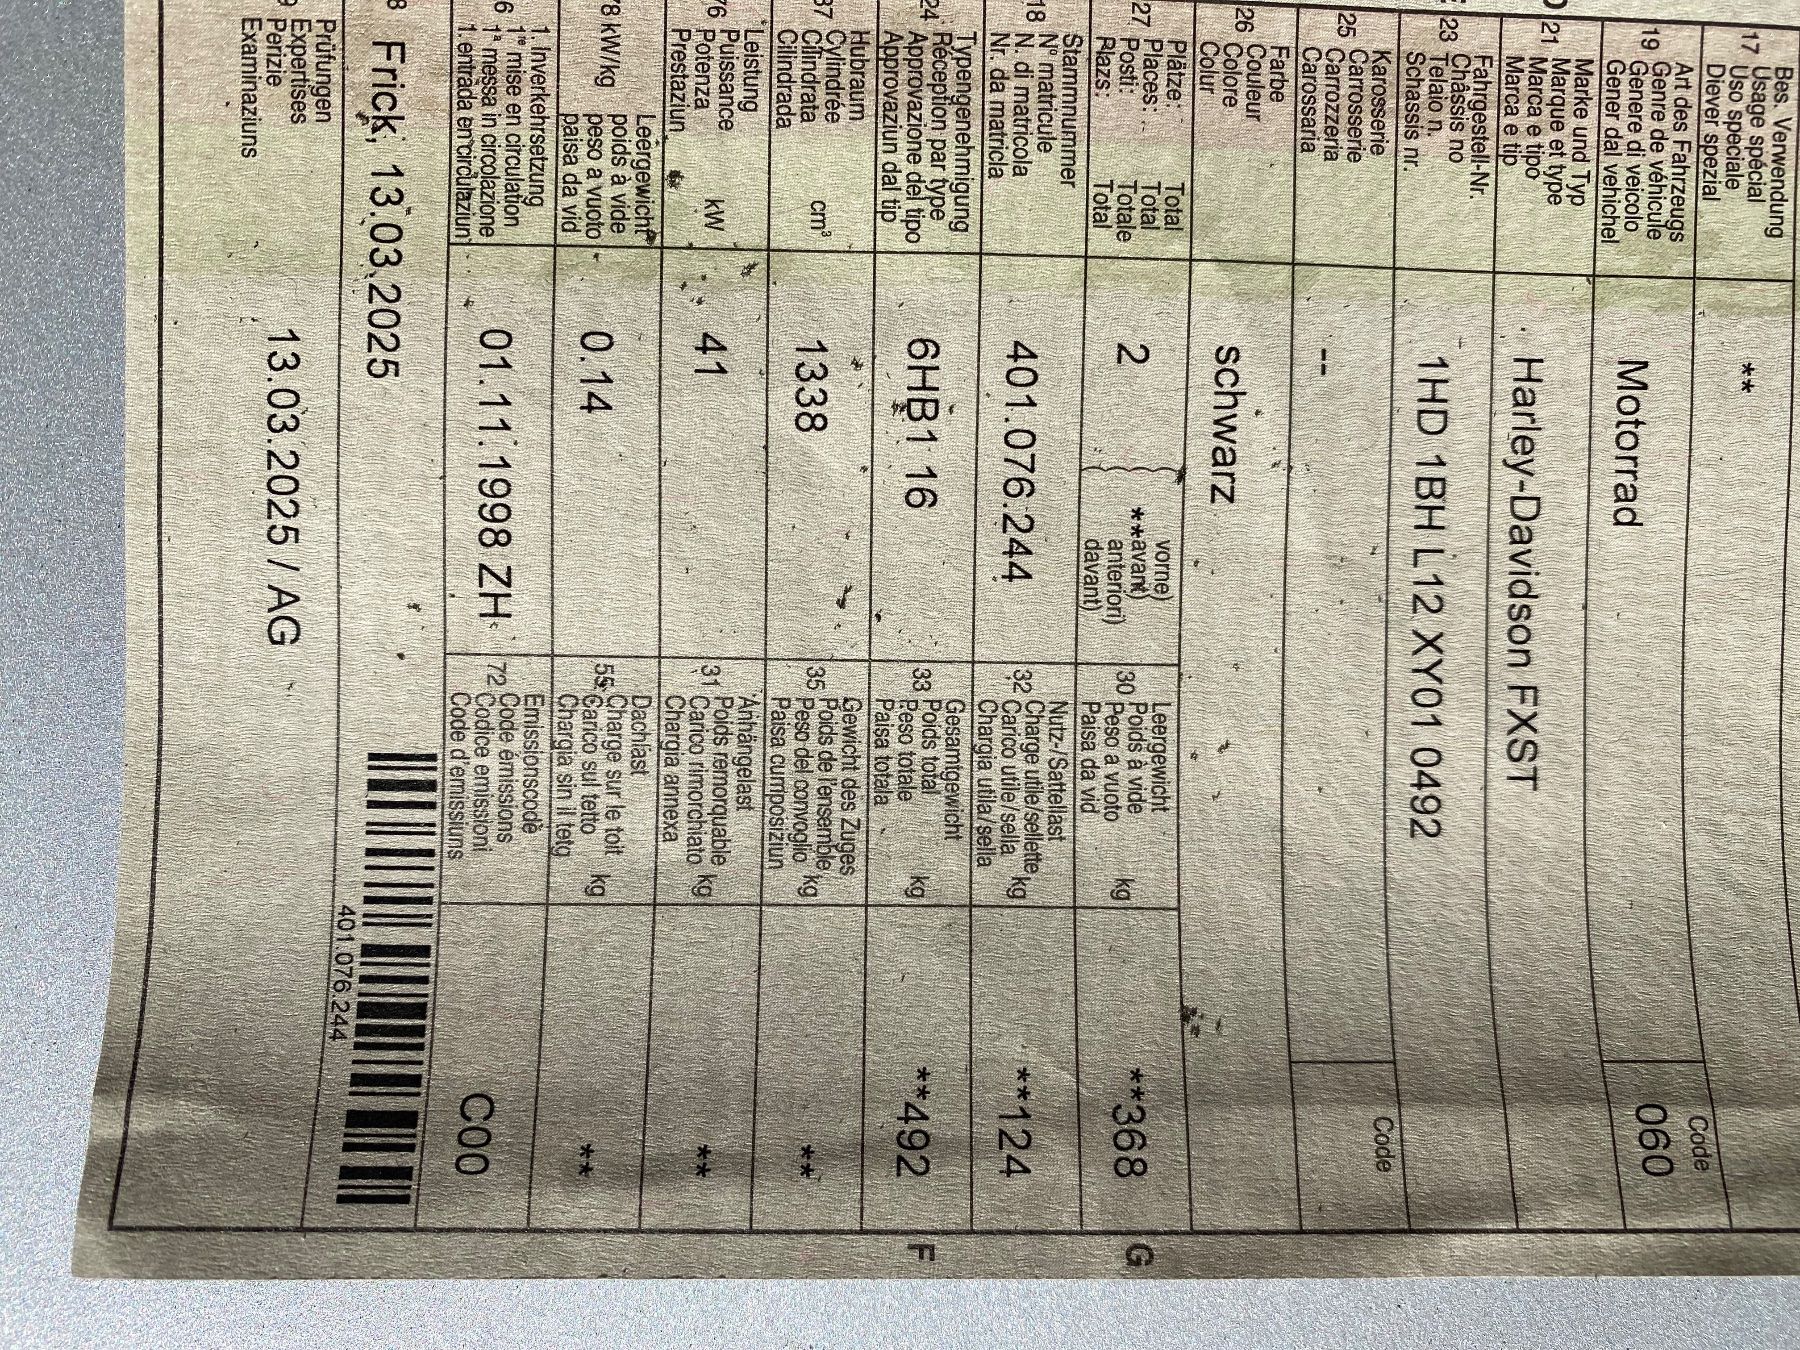 Bes. Verwendung
17 Usage spécial
Uso speciale
Diever spezial
**
Art des Fahrzeugs
19 Genre de véhicule
Genere di veicolo
Gener dal vehichel
Motorrad
Code
060
Marke und Typ
21 Marque et type
Marca e tipo
Marca e tip
Harley-Davidson FXST
Fahrgestell-Nr.
23 Châssis no
Telaio n.
Schassis nr.
1HD 1BH L12 XY01 0492
Karosserie
25 Carrosserie
Carrozzeria
Carossaria
--
Code
Farbe
26 Couleur
Colore
Colur
schwarz
Plätze: Total
27 Places: Total
Posti: Totale
Plazs: Total
2
vorne)
**avant)
anteriori)
davant)
Leergewicht
30 Poids à vide
Peso a vuoto kg
Paisa da vid
**368
G
Stammnummer
18 N° matricule
N. di matricola
Nr. da matricla
401.076.244
Nutz-/Sattellast
32 Charge utile/sellette
Carico utile/sella kg
Chargia utila/sella
**124
Typengenehmigung
24 Réception par type
Approvazione del tipo
Approvaziun dal tip
6HB1 16
Gesamtgewicht
33 Poids total
Peso totale kg
Paisa totala
**492
F
Hubraum
37 Cylindrée
Cilindrata cm³
Cilindrada
1338
Gewicht des Zuges
35 Poids de l'ensemble
Peso del convoglio kg
Paisa cumposiziun
**
Leistung
76 Puissance
Potenza kW
Prestaziun
41
Anhängelast
31 Poids remorquable
Carico rimorchiato kg
Chargia annexa
**
Leergewicht
78 kW/kg poids à vide
peso a vuoto
paisa da vid
0.14
Dachlast
55 Charge sur le toit
Carico sul tetto kg
Chargia sin il tetg
**
1. Inverkehrsetzung
6 1re mise en circulation
1a messa in circolazione
1. entrada en circulaziun
01.11.1998 ZH
Emissionscode
72 Code émissions
Codice emissioni
Code d'emissiuns
C00
8 Frick, 13.03.2025
401.076.244
Prüfungen
Expertises
9 Perizie
Examinaziuns
13.03.2025 / AG